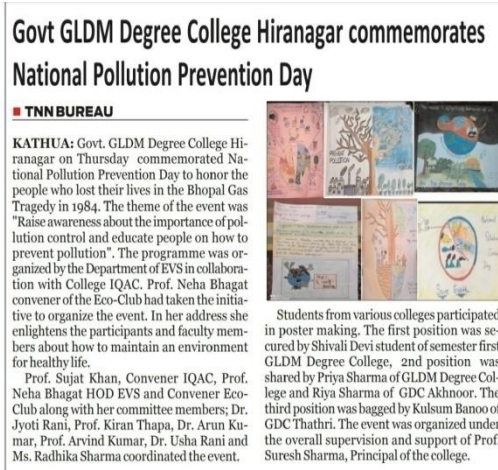 Govt GLDM Degree College Hiranagar commemorates
National Pollution Prevention Day
TNN BUREAU
KATHUA: Govt. GLDM Degree College Hi-
ranagar on Thursday commemorated Na-
tional Pollution Prevention Day to honor the
people who lost their lives in the Bhopal Gas
Tragedy in 1984. The theme of the event was
"Raise awareness about the importance of pol-
lution control and educate people on how to
prevent pollution". The programme was or-
ganized by the Department of EVS in collabora-
tion with College IQAC. Prof. Neha Bhagat
convener of the Eco-Club had taken the initia-
tive to organize the event. In her address she
enlightens the participants and faculty mem-
bers about how to maintain an environment
for healthy life.
Prof. Sujat Khan, Convener IQAC, Prof.
Neha Bhagat HOD EVS and Convener Eco-
Club along with her committee members; Dr.
Jyoti Rani, Prof. Kiran Thapa, Dr. Arun Ku-
mar, Prof. Arvind Kumar, Dr. Usha Rani and
Ms. Radhika Sharma coordinated the event.
POLLUTION
Save Earth
Students from various colleges participated
in poster making. The first position was se-
cured by Shivali Devi student of semester first
GLDM Degree College, 2nd position was
shared by Priya Sharma of GLDM Degree Col-
lege and Riya Sharma of GDC Akhnoor. The
third position was bagged by Kulsum Banoo of
GDC Thathri. The event was organized under
the overall supervision and support of Prof
Suresh Sharma, Principal of the college.